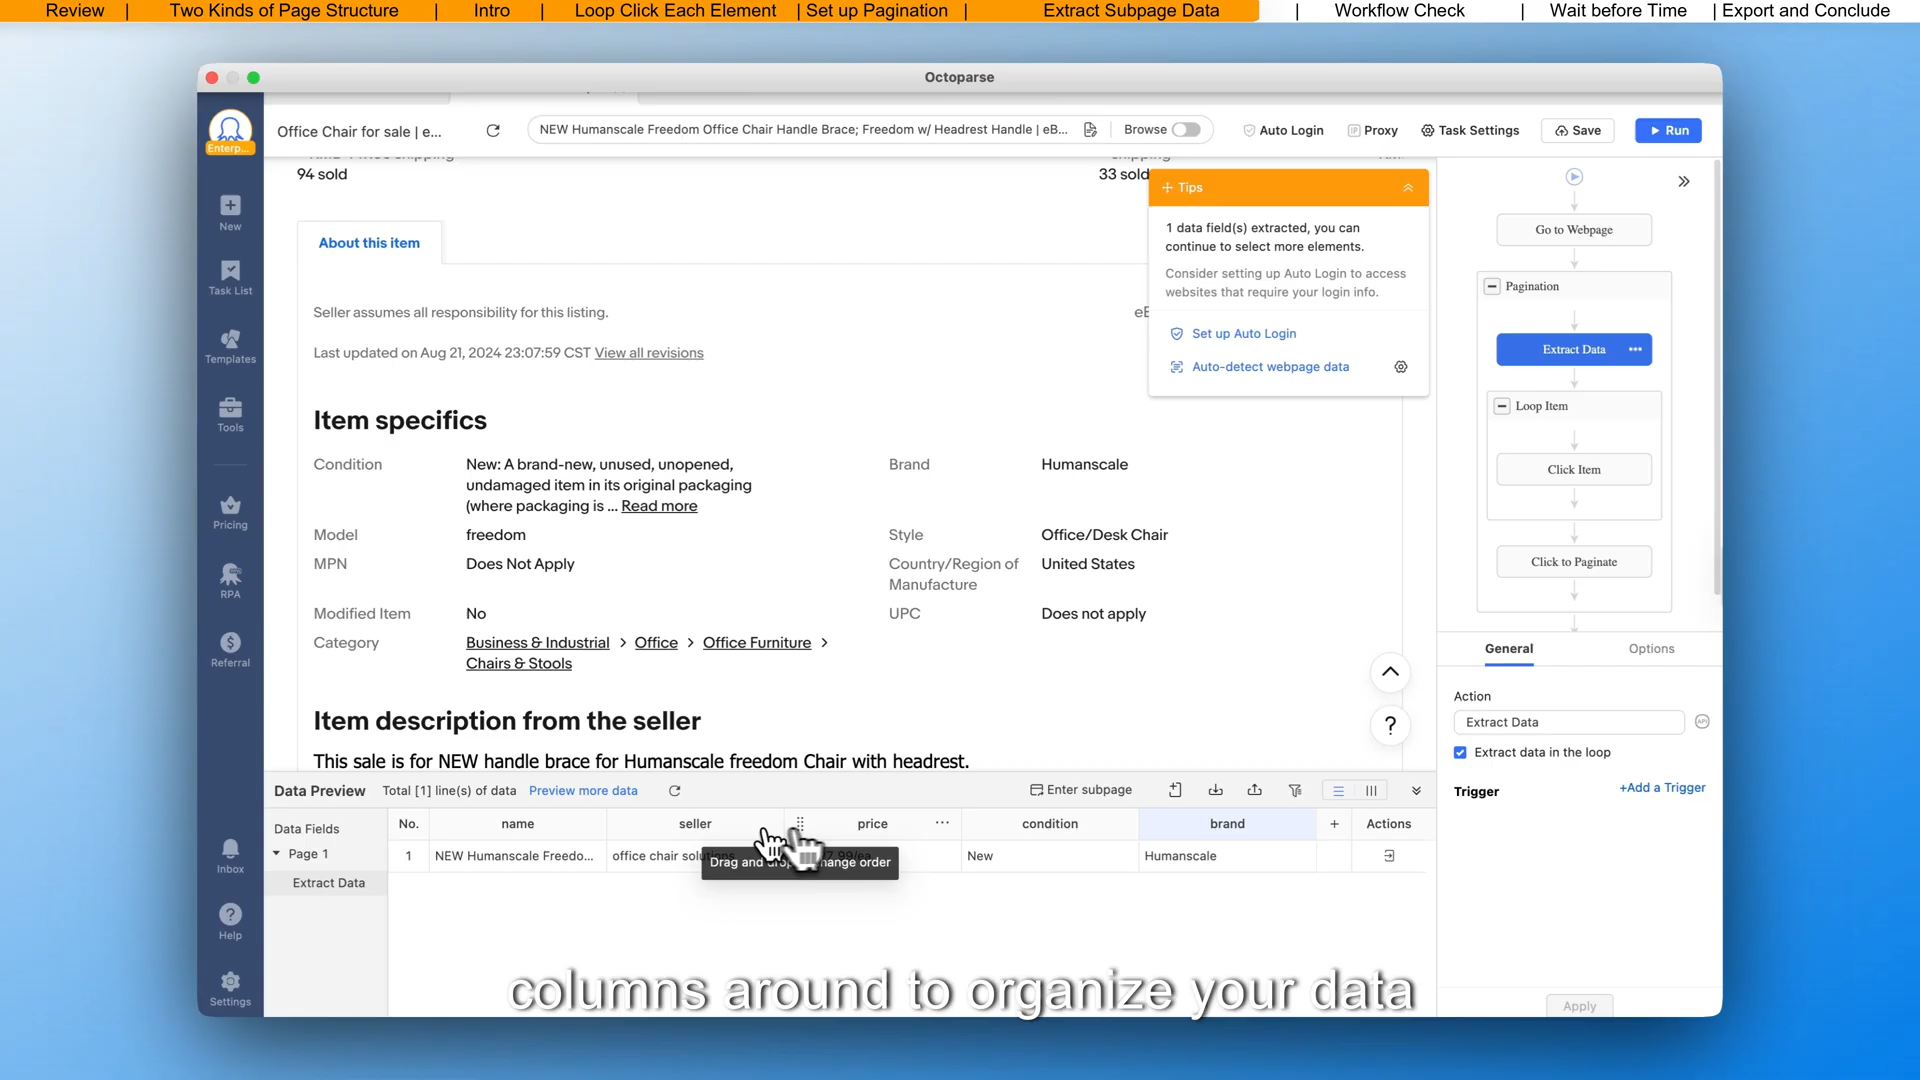 Review | Two Kinds of Page Structure | Intro | Loop Click Each Element | Set up Pagination | Extract Subpage Data | Workflow Check | Wait before Time | Export and Conclude
Octoparse
Enterp...
New
Task List
Templates
Tools
Pricing
RPA
Referral
Inbox
Help
Settings
Office Chair for sale | e...
NEW Humanscale Freedom Office Chair Handle Brace; Freedom w/ Headrest Handle | eB...
Browse
Auto Login
Proxy
Task Settings
Save
Run
94 sold
33 sold
About this item
Seller assumes all responsibility for this listing.
Last updated on Aug 21, 2024 23:07:59 CST View all revisions
Item specifics
Condition
New: A brand-new, unused, unopened,
undamaged item in its original packaging
(where packaging is ... Read more
Brand
Humanscale
Model
freedom
Style
Office/Desk Chair
MPN
Does Not Apply
Country/Region of
Manufacture
United States
Modified Item
No
UPC
Does not apply
Category
Business & Industrial > Office > Office Furniture >
Chairs & Stools
Item description from the seller
This sale is for NEW handle brace for Humanscale freedom Chair with headrest.
Tips
1 data field(s) extracted, you can
continue to select more elements.
Consider setting up Auto Login to access
websites that require your login info.
Set up Auto Login
Auto-detect webpage data
?
Go to Webpage
Pagination
Extract Data
Loop Item
Click Item
Click to Paginate
General
Options
Action
Extract Data
Extract data in the loop
Trigger
+Add a Trigger
Apply
Data Preview
Total [1] line(s) of data
Preview more data
Enter subpage
Data Fields
Page 1
Extract Data
No. name seller price condition brand + Actions
1 NEW Humanscale Freedo... office chair New Humanscale
Drag and
columns around to organize your data